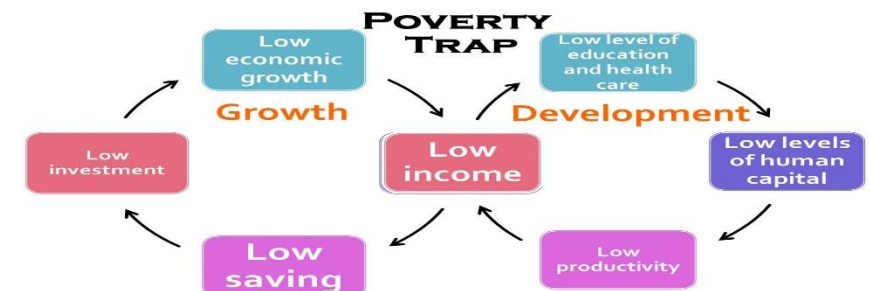 POVERTY
TRAP
Low
economic
growth
Low level of
education
and health
care
Growth
Development
Low
investment
Low
income
Low levels
of human
capital
Low
saving
Low
productivity